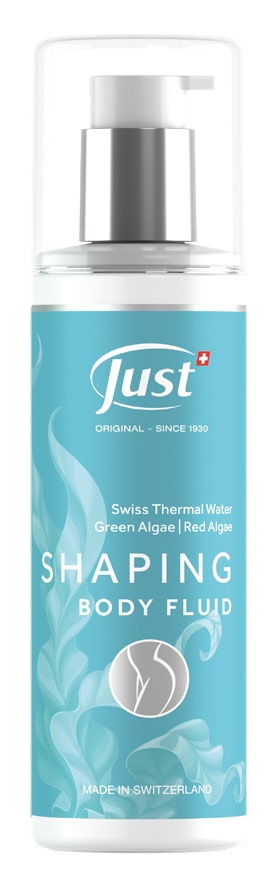 Just
ORIGINAL - SINCE 1930
Swiss Thermal Water
Green Algae | Red Algae
SHAPING
BODY FLUID
MADE IN SWITZERLAND